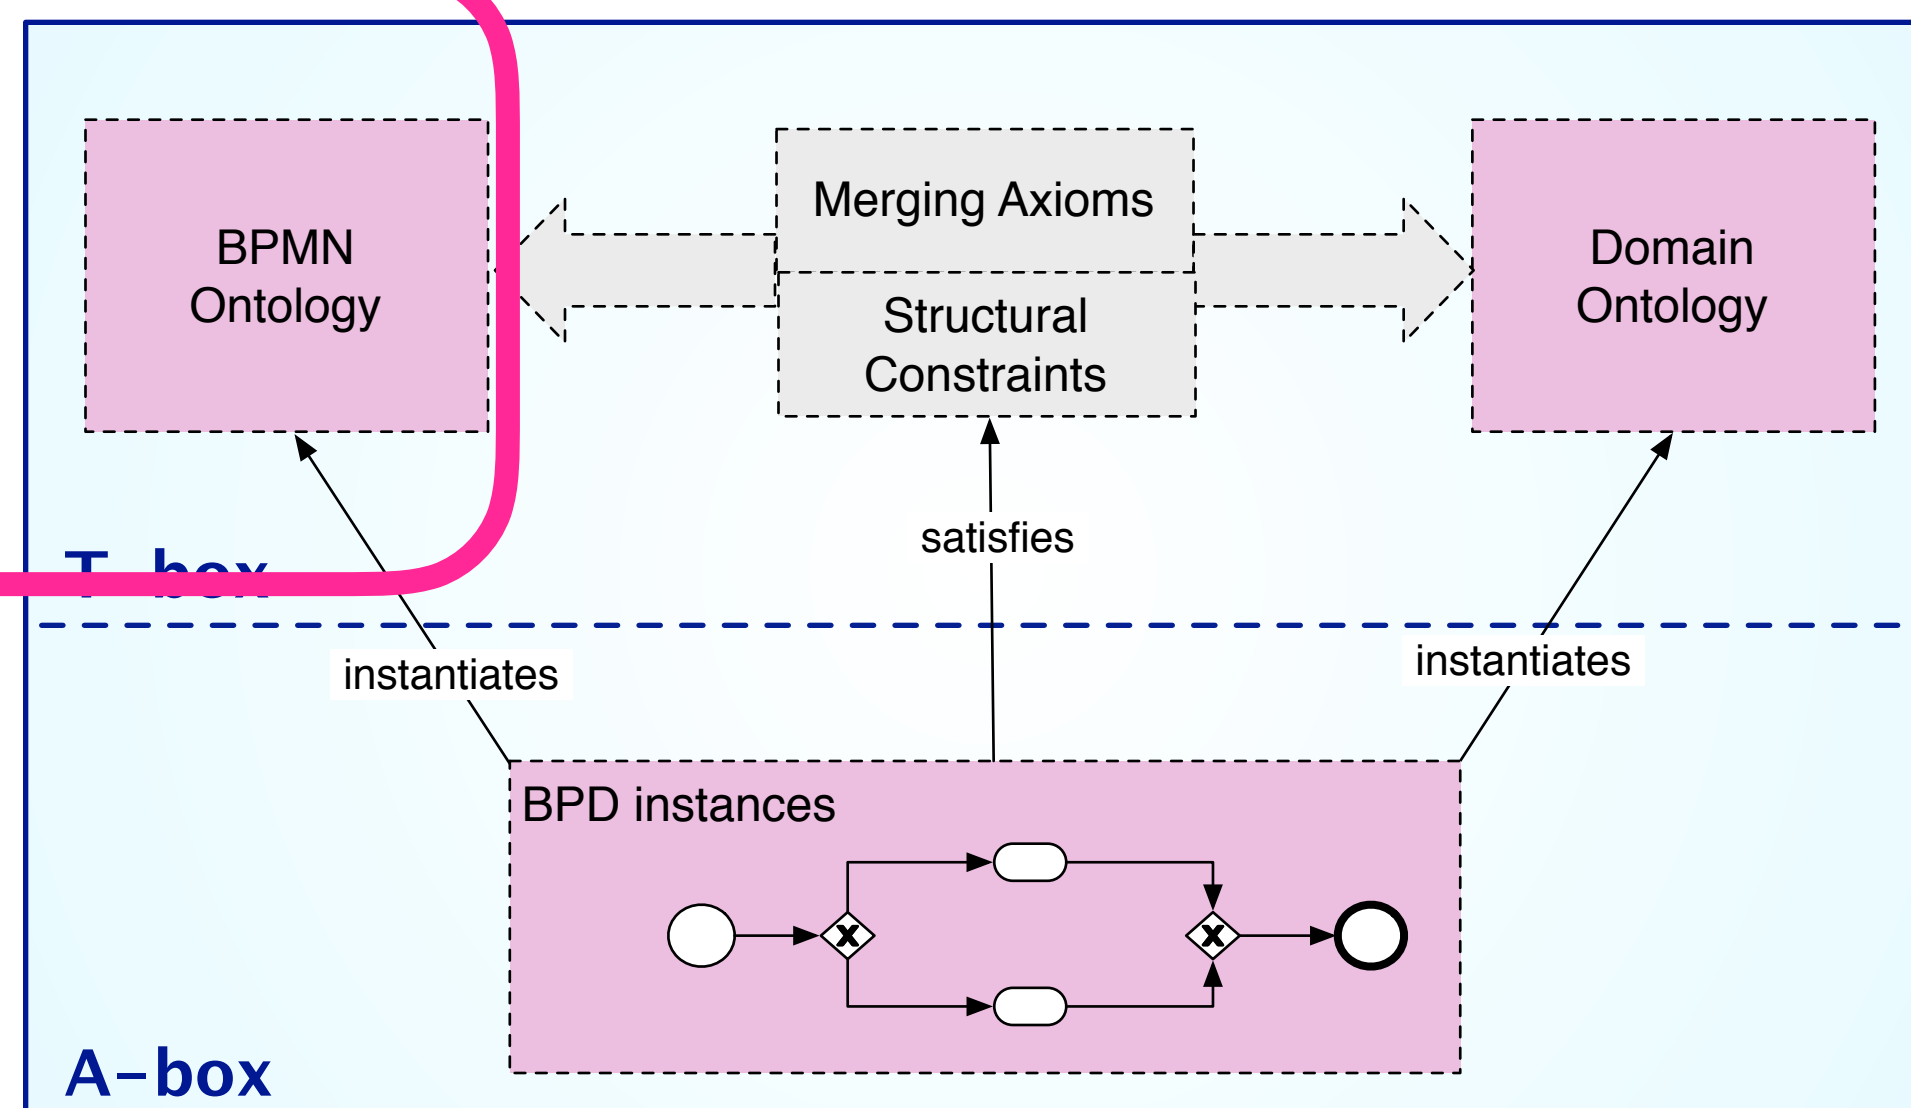 BPMN
Ontology
Merging Axioms
Structural
Constraints
Domain
Ontology
T-box
satisfies
instantiates
instantiates
BPD instances
x
x
A-box